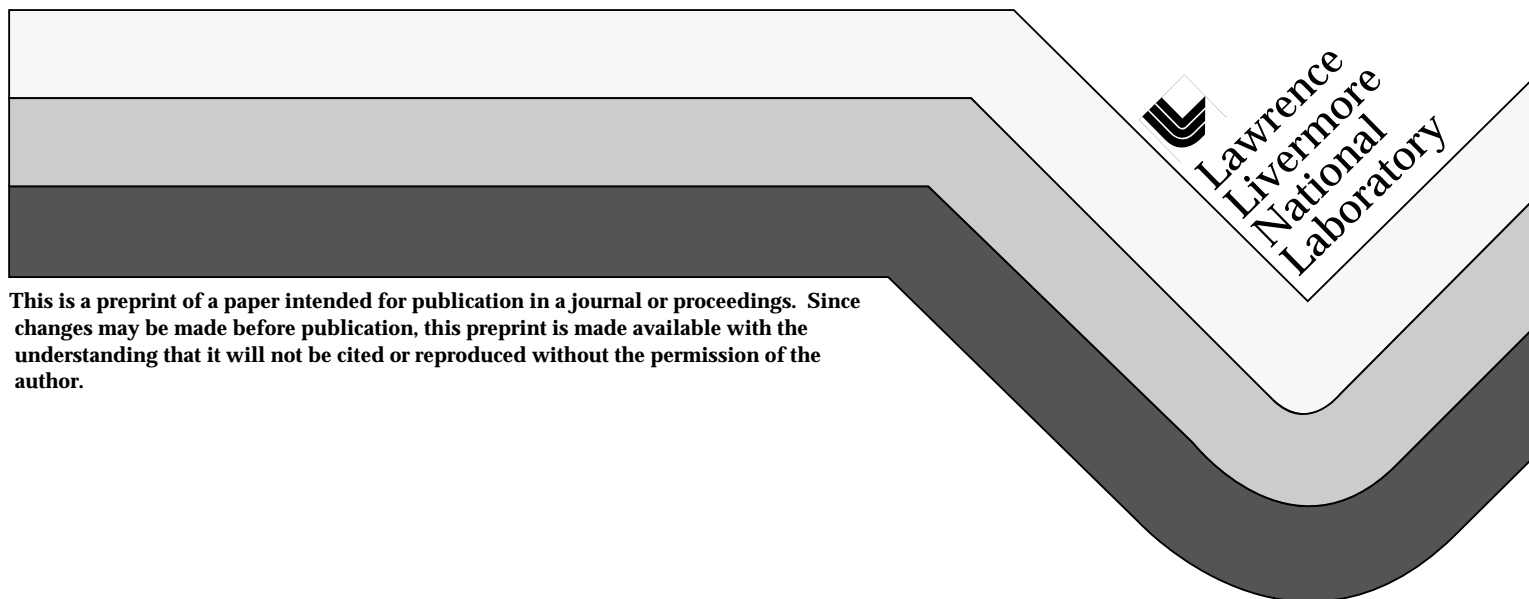 Lawrence
Livermore
National
Laboratory
This is a preprint of a paper intended for publication in a journal or proceedings. Since
changes may be made before publication, this preprint is made available with the
understanding that it will not be cited or reproduced without the permission of the
author.